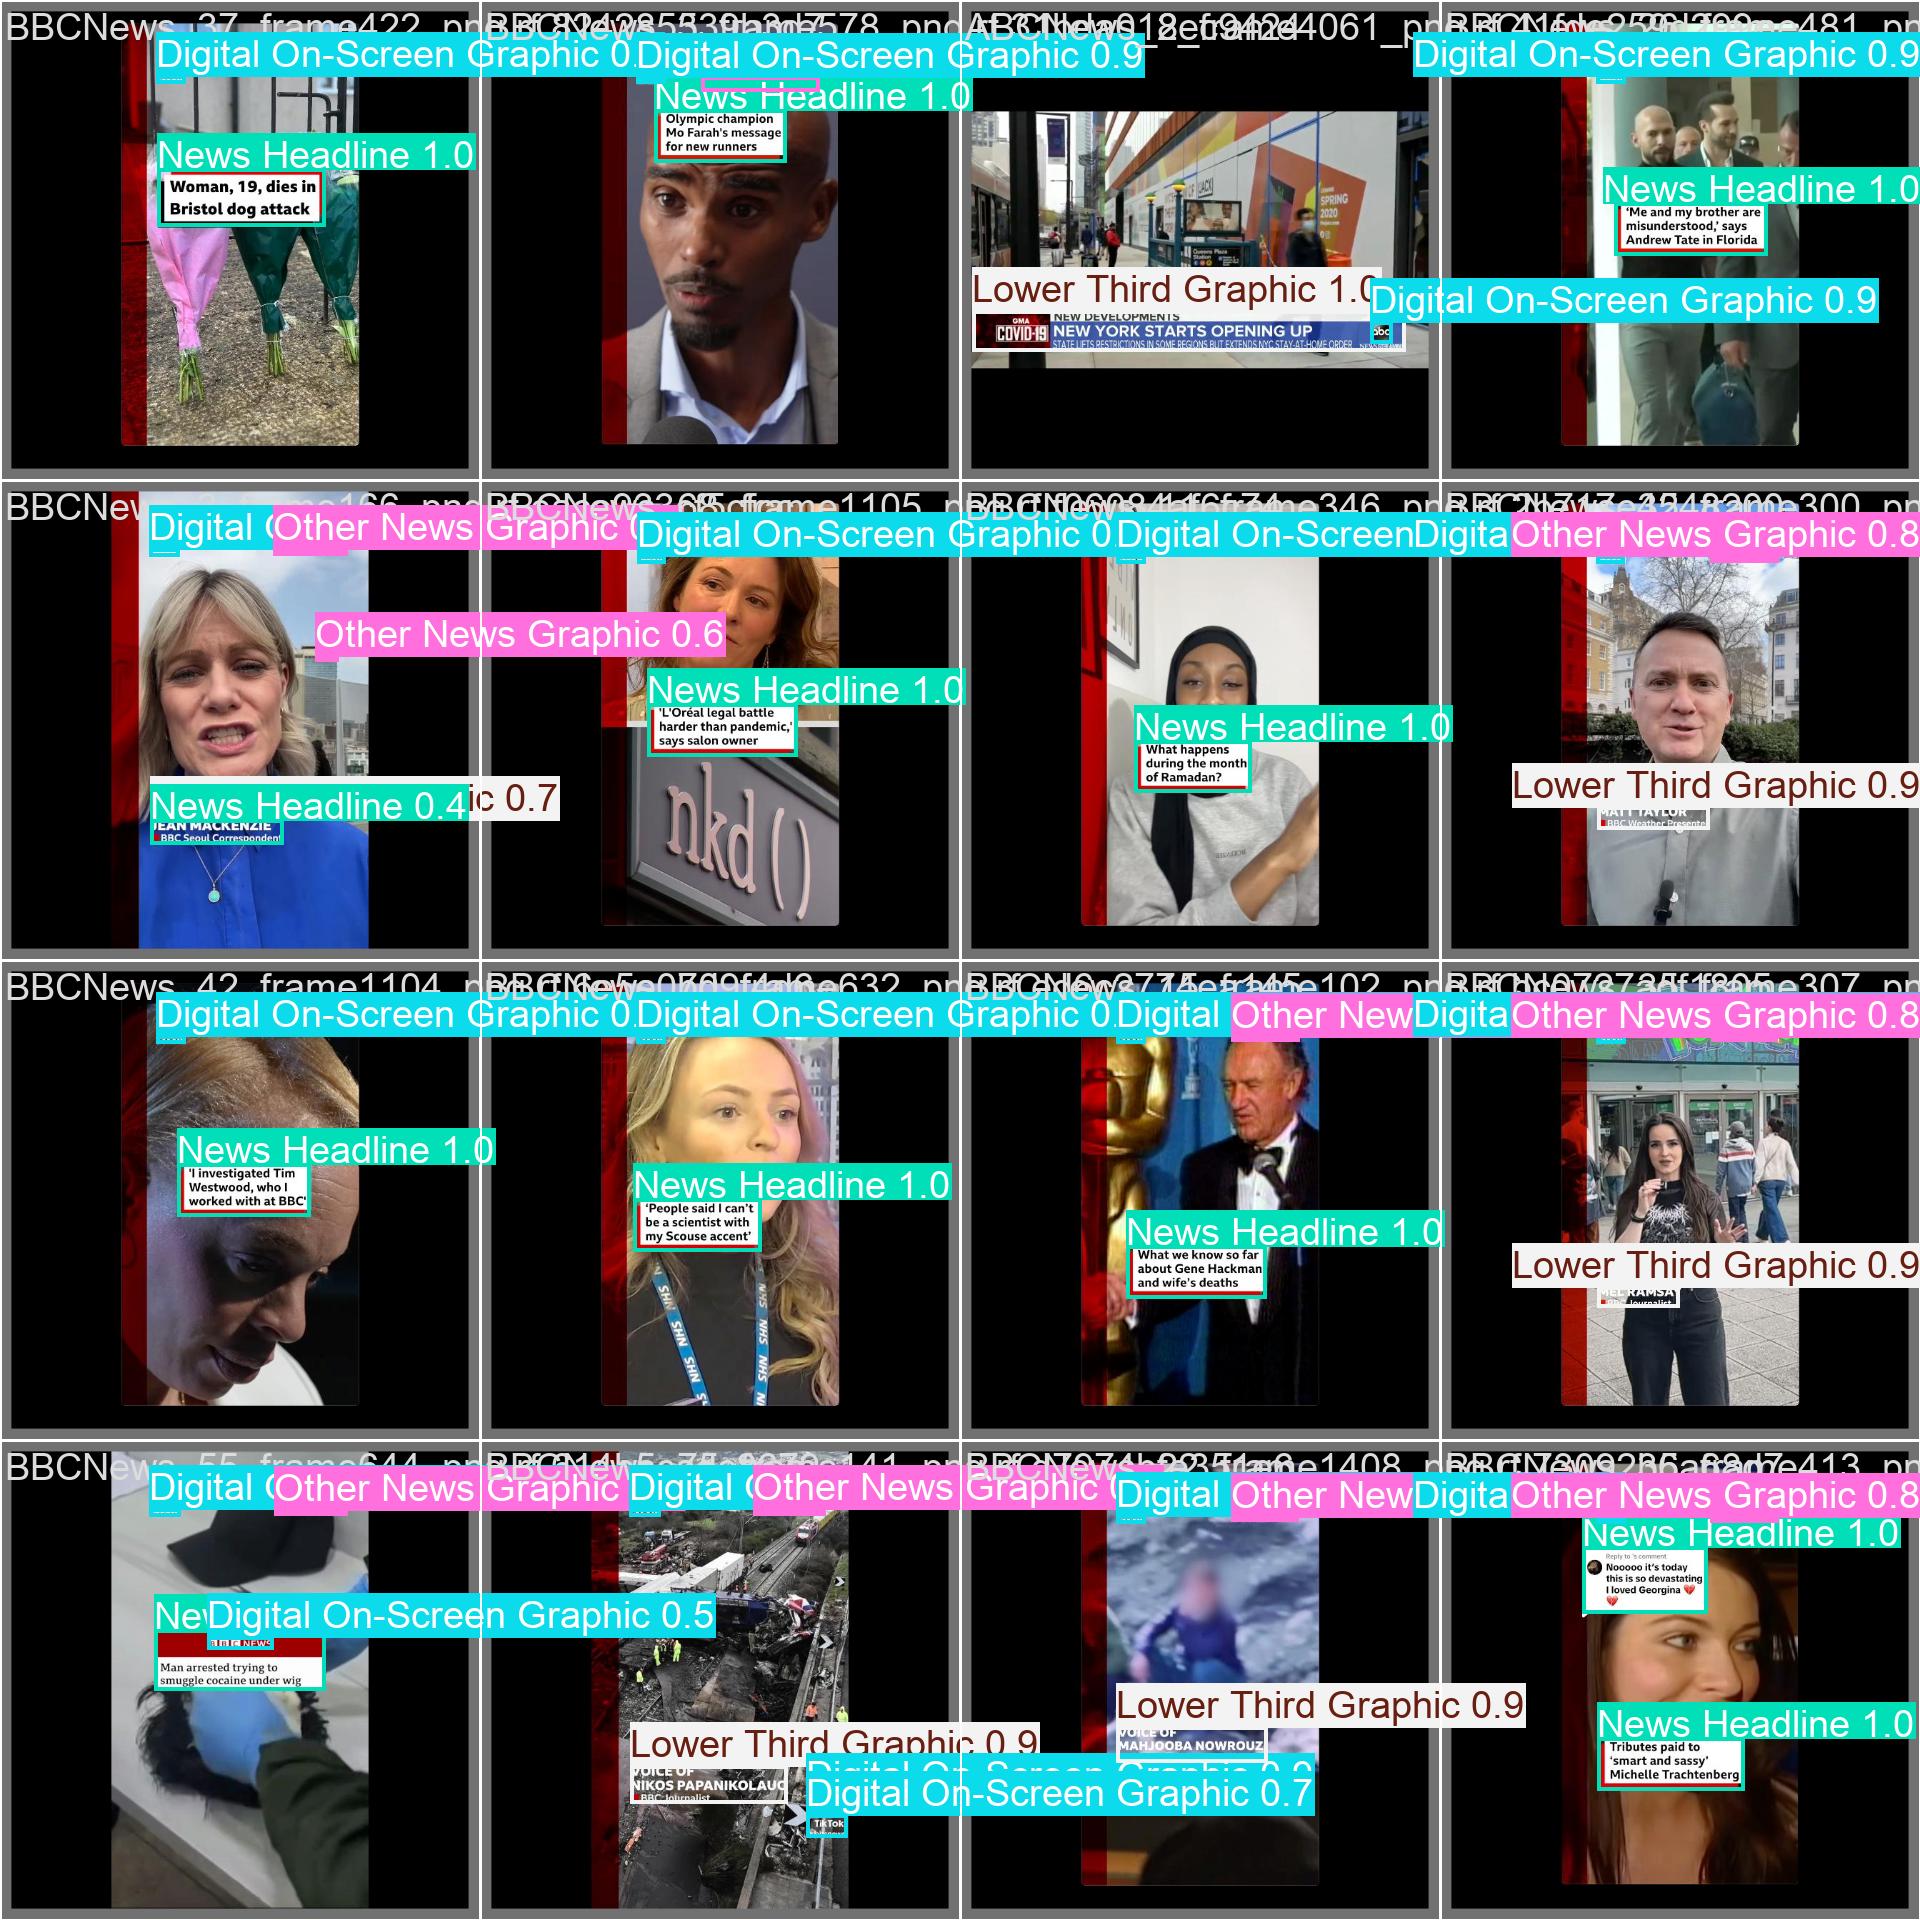 BBCNews_37_frame422_pn
Digital On-Screen Graphic 0.
News Headline 1.0
Woman, 19, dies in
Bristol dog attack
Digital On-Screen Graphic 0.9
News Headline 1.0
Olympic champion
Mo Farah's message
for new runners
SPRING
2020
Queens Plaza
Station
Lower Third Graphic 1.0
Digital On-Screen Graphic 0.9
GMA
COVID-19
NEW DEVELOPMENTS
NEW YORK STARTS OPENING UP
STATE LIFTS RESTRICTIONS IN SOME REGIONS BUT EXTENDS NYC STAY-AT-HOME ORDER
abc
Digital On-Screen Graphic 0.9
News Headline 1.0
'Me and my brother are
misunderstood,' says
Andrew Tate in Florida
Digital
Other News Graphic
Other News Graphic 0.6
ic 0.7
News Headline 0.4
JEAN MACKENZIE
BBC Seoul Correspondent
Digital On-Screen Graphic 0.
News Headline 1.0
'L'Oréal legal battle
harder than pandemic,'
says salon owner
nkd ()
Digital On-Screen
News Headline 1.0
What happens
during the month
of Ramadan?
Digita
Other News Graphic 0.8
Lower Third Graphic 0.9
MATT TAYLOR
BBC Weather Presente
BBCNews_42_frame1104_pn
Digital On-Screen Graphic 0.
News Headline 1.0
'I investigated Tim
Westwood, who I
worked with at BBC'
Digital On-Screen Graphic 0.
News Headline 1.0
'People said I can't
be a scientist with
my Scouse accent'
NHS
NHS
NHS
NHS
Digital
Other New
News Headline 1.0
What we know so far
about Gene Hackman
and wife's deaths
Digita
Other News Graphic 0.8
Lower Third Graphic 0.9
MEL RAMSA
BBC Journalist
BBCNews_55_frame644_pn
Digital
Other News Graphic
New
Digital On-Screen Graphic 0.5
BBC NEWS
Man arrested trying to
smuggle cocaine under wig
Digital
Other News Graphic
Lower Third Graphic 0.9
VOICE OF
NIKOS PAPANIKOLAUO
BBC Journalist
Digital On-Screen Graphic 0.7
TikTok
Digital
Other New
Lower Third Graphic 0.9
VOICE OF
MAHJOOBA NOWROUZ
Digita
Other News Graphic 0.8
News Headline 1.0
Reply to 's comment
Nooooo it's today
this is so devastating
I loved Georgina 💔
💔
News Headline 1.0
Tributes paid to
'smart and sassy'
Michelle Trachtenberg